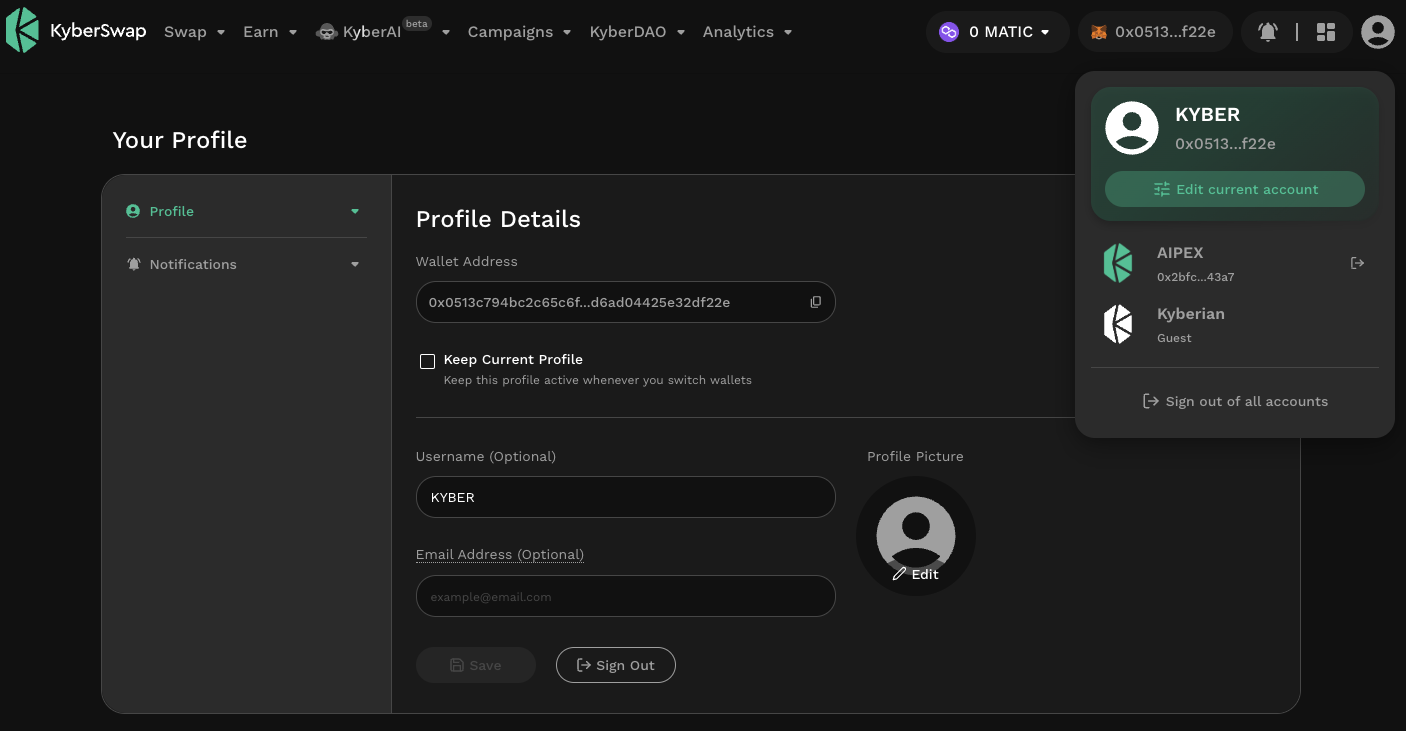 KyberSwap Swap Earn KyberAI beta Campaigns KyberDAO Analytics 0 MATIC 0x0513...f22e
KYBER
0x0513...f22e
Edit current account
AIPEX
0x2bfc...43a7
Kyberian
Guest
Sign out of all accounts
Your Profile
Profile
Notifications
Profile Details
Wallet Address
0x0513c794bc2c65c6f...d6ad04425e32df22e
Keep Current Profile
Keep this profile active whenever you switch wallets
Username (Optional)
KYBER
Email Address (Optional)
example@email.com
Profile Picture
Edit
Save Sign Out